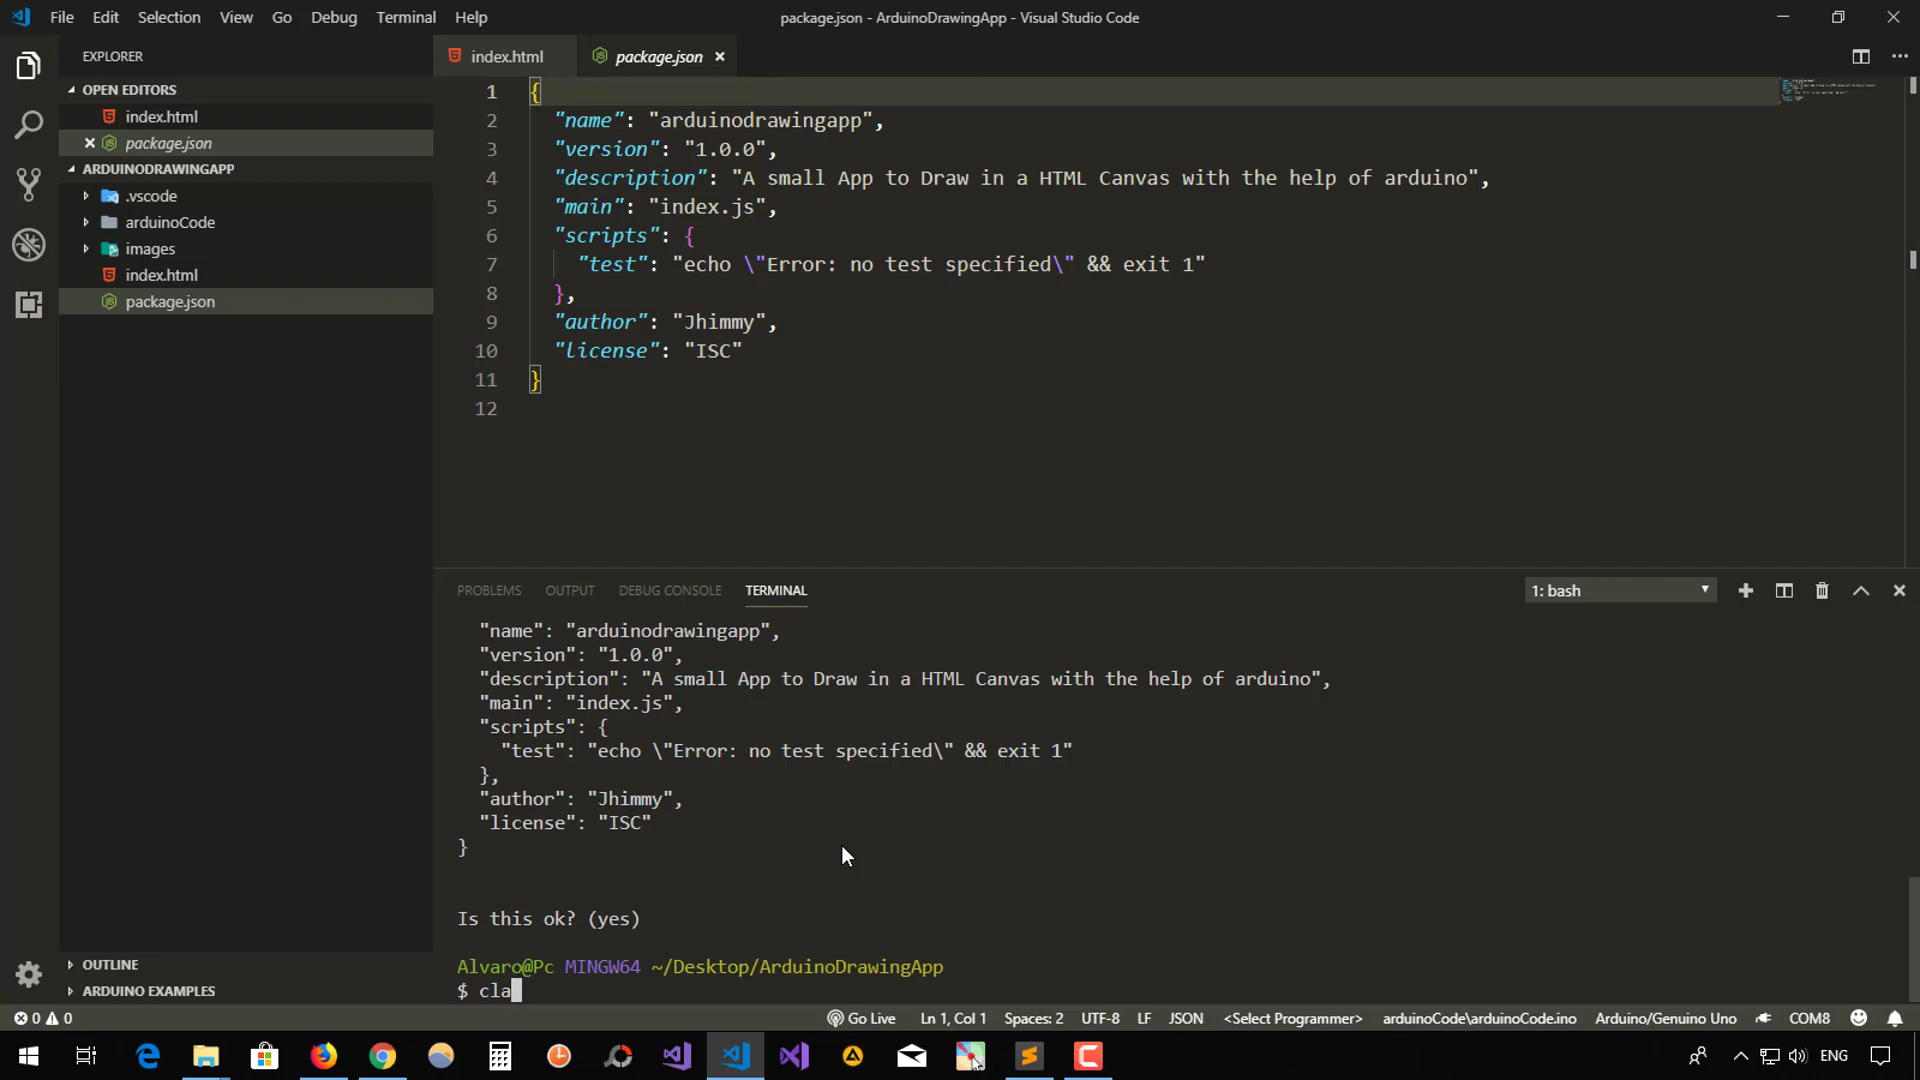 File Edit Selection View Go Debug Terminal Help
package.json - ArduinoDrawingApp - Visual Studio Code
EXPLORER
OPEN EDITORS
index.html
package.json
ARDUINODRAWINGAPP
.vscode
arduinoCode
images
index.html
package.json
OUTLINE
ARDUINO EXAMPLES
index.html
package.json
1 {
2 "name": "arduinodrawingapp",
3 "version": "1.0.0",
4 "description": "A small App to Draw in a HTML Canvas with the help of arduino",
5 "main": "index.js",
6 "scripts": {
7 "test": "echo \"Error: no test specified\" && exit 1"
8 },
9 "author": "Jhimmy",
10 "license": "ISC"
11 }
12
PROBLEMS OUTPUT DEBUG CONSOLE TERMINAL
1: bash
"name": "arduinodrawingapp",
"version": "1.0.0",
"description": "A small App to Draw in a HTML Canvas with the help of arduino",
"main": "index.js",
"scripts": {
"test": "echo \"Error: no test specified\" && exit 1"
},
"author": "Jhimmy",
"license": "ISC"
}
Is this ok? (yes)
Alvaro@Pc MINGW64 ~/Desktop/ArduinoDrawingApp
$ cla
0 0 Go Live Ln 1, Col 1 Spaces: 2 UTF-8 LF JSON <Select Programmer> arduinoCode\arduinoCode.ino Arduino/Genuino Uno COM8
ENG